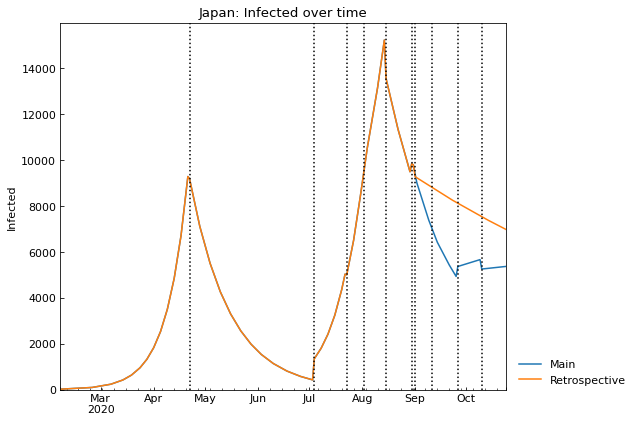 Japan: Infected over time
Infected
14000
12000
10000
8000
6000
4000
2000
0
Mar
2020
Apr
May
Jun
Jul
Aug
Sep
Oct
Main
Retrospective